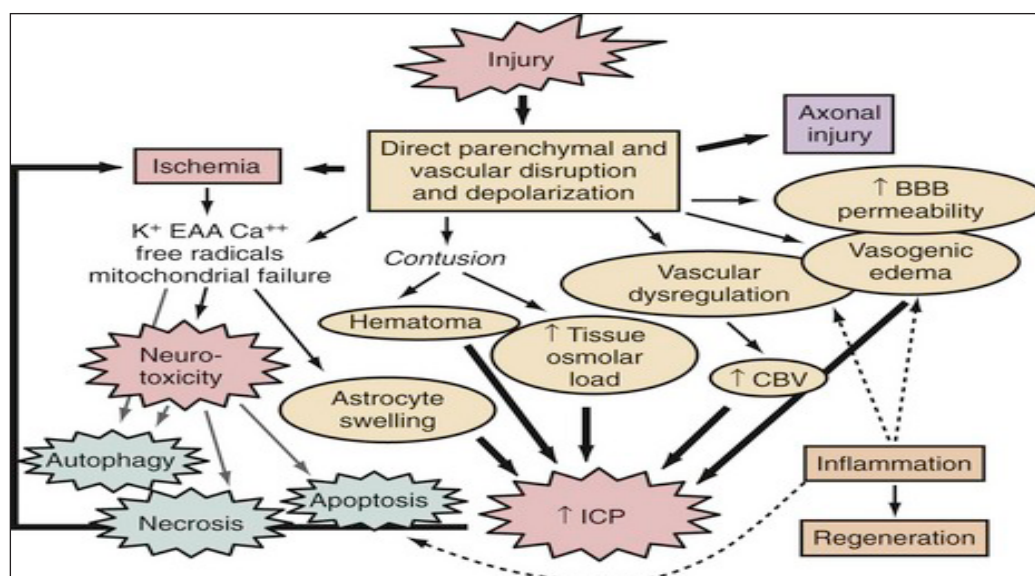 Injury
Axonal
injury
Direct parenchymal and
vascular disruption
and depolarization
Ischemia
↑ BBB
permeability
K⁺ EAA Ca⁺⁺
free radicals
mitochondrial failure
Contusion
Vascular
dysregulation
Vasogenic
edema
Hematoma
↑ Tissue
osmolar
load
Neuro-
toxicity
↑ CBV
Astrocyte
swelling
Autophagy
Inflammation
Apoptosis
Necrosis
↑ ICP
Regeneration